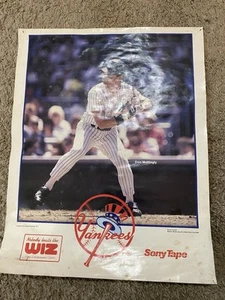 Don Mattingly
Yankees
Nobody beats the
WIZ
Sony Tape